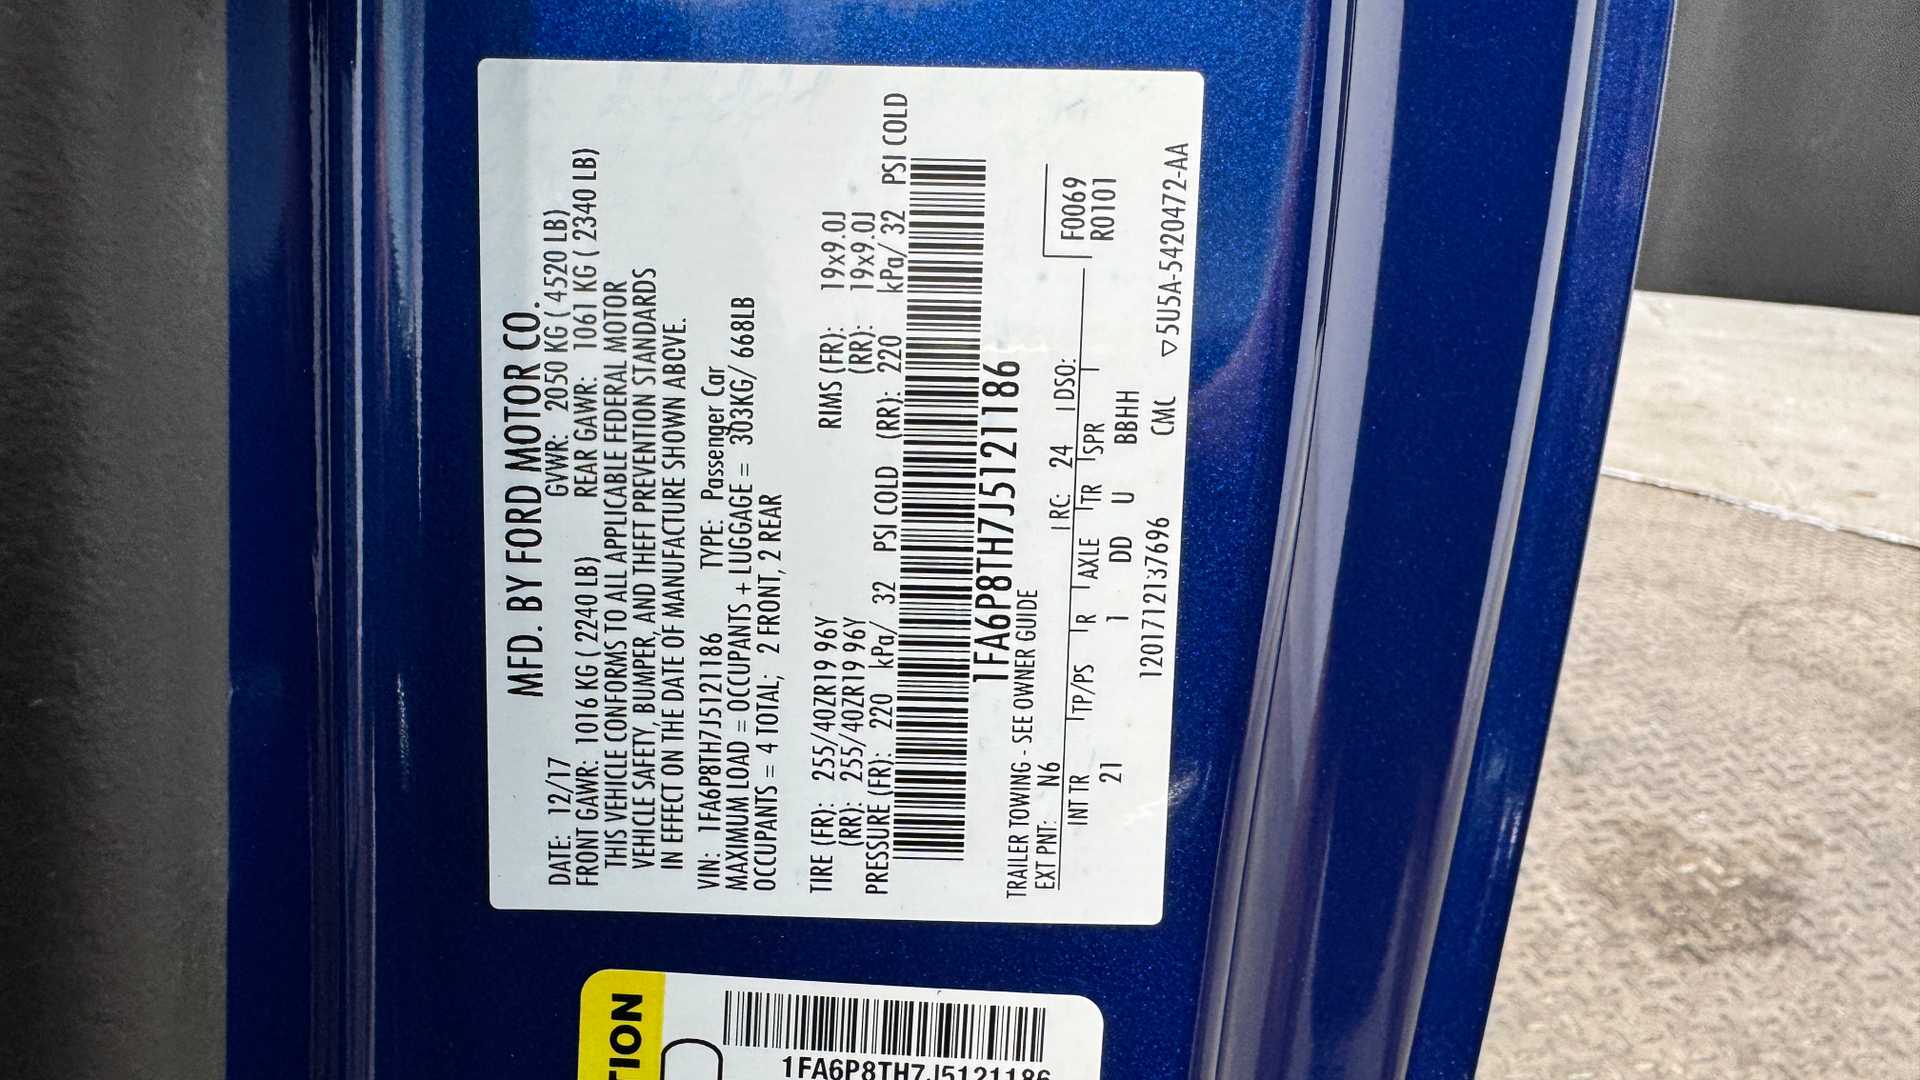 MFD. BY FORD MOTOR CO.
DATE: 12/17 GVWR: 2050 KG ( 4520 LB)
FRONT GAWR: 1016 KG ( 2240 LB) REAR GAWR: 1061 KG ( 2340 LB)
THIS VEHICLE CONFORMS TO ALL APPLICABLE FEDERAL MOTOR
VEHICLE SAFETY, BUMPER, AND THEFT PREVENTION STANDARDS
IN EFFECT ON THE DATE OF MANUFACTURE SHOWN ABOVE.
VIN: 1FA6P8TH7J5121186 TYPE: Passenger Car
MAXIMUM LOAD = OCCUPANTS + LUGGAGE = 303KG/ 668LB
OCCUPANTS = 4 TOTAL; 2 FRONT, 2 REAR
TIRE (FR): 255/40ZR19 96Y RIMS (FR): 19x9.0J
(RR): 255/40ZR19 96Y (RR): 19x9.0J
PRESSURE (FR): 220 kPa/ 32 PSI COLD (RR): 220 kPa/ 32 PSI COLD
1FA6P8TH7J5121186
TRAILER TOWING - SEE OWNER GUIDE
EXT PNT: N6 RC: 24 DSO:
F0069
R0101
INT TR TP/PS R AXLE TR SPR
21 1 DD U BBHH
1201712137696 CMC ▽5U5A-5420472-AA
TION
1FA6P8TH7J5121186